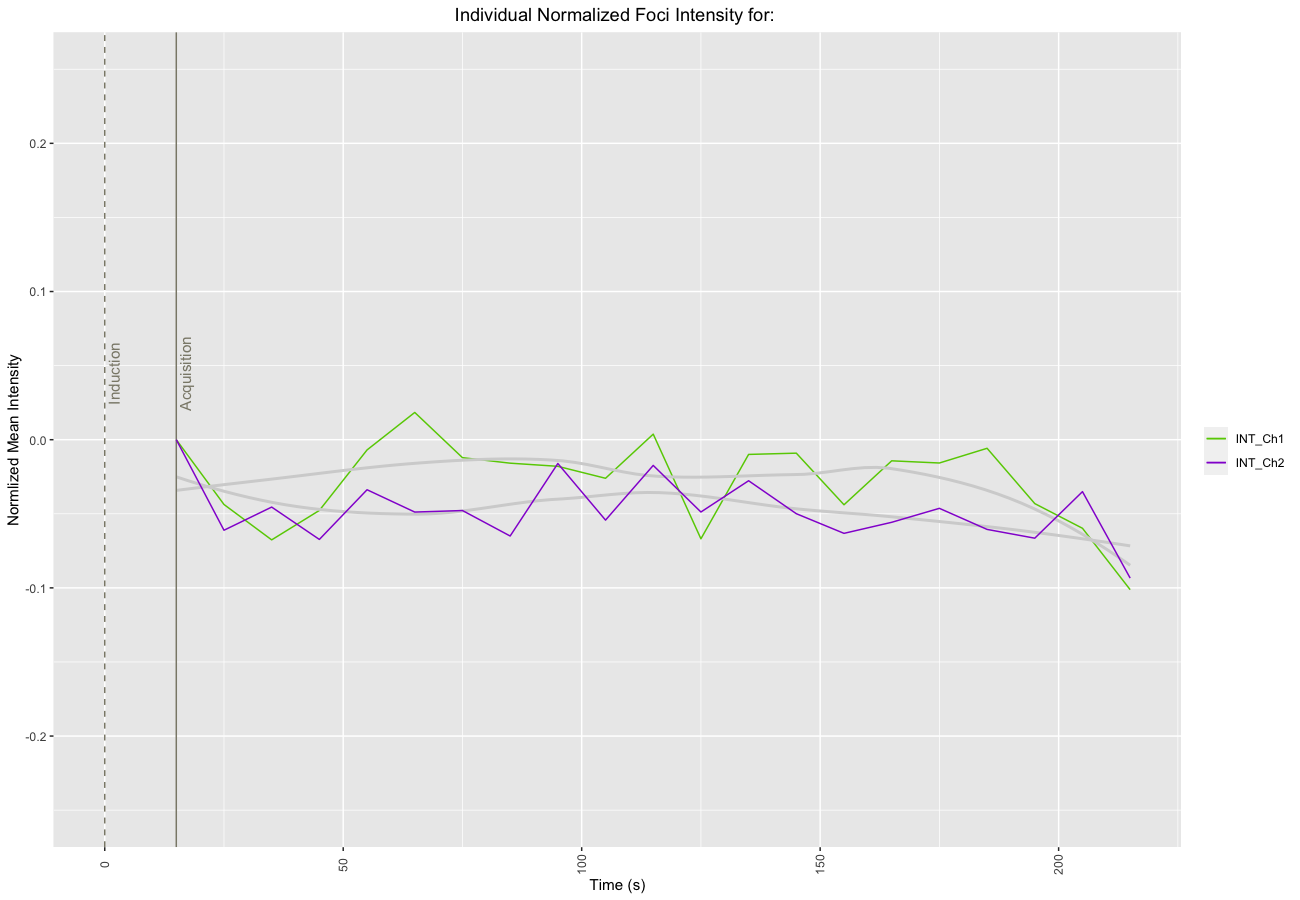 Individual Normalized Foci Intensity for:
Normlized Mean Intensity
0.2
0.1
0.0
-0.1
-0.2
Induction
Acquisition
0
50
100
150
200
Time (s)
INT_Ch1
INT_Ch2